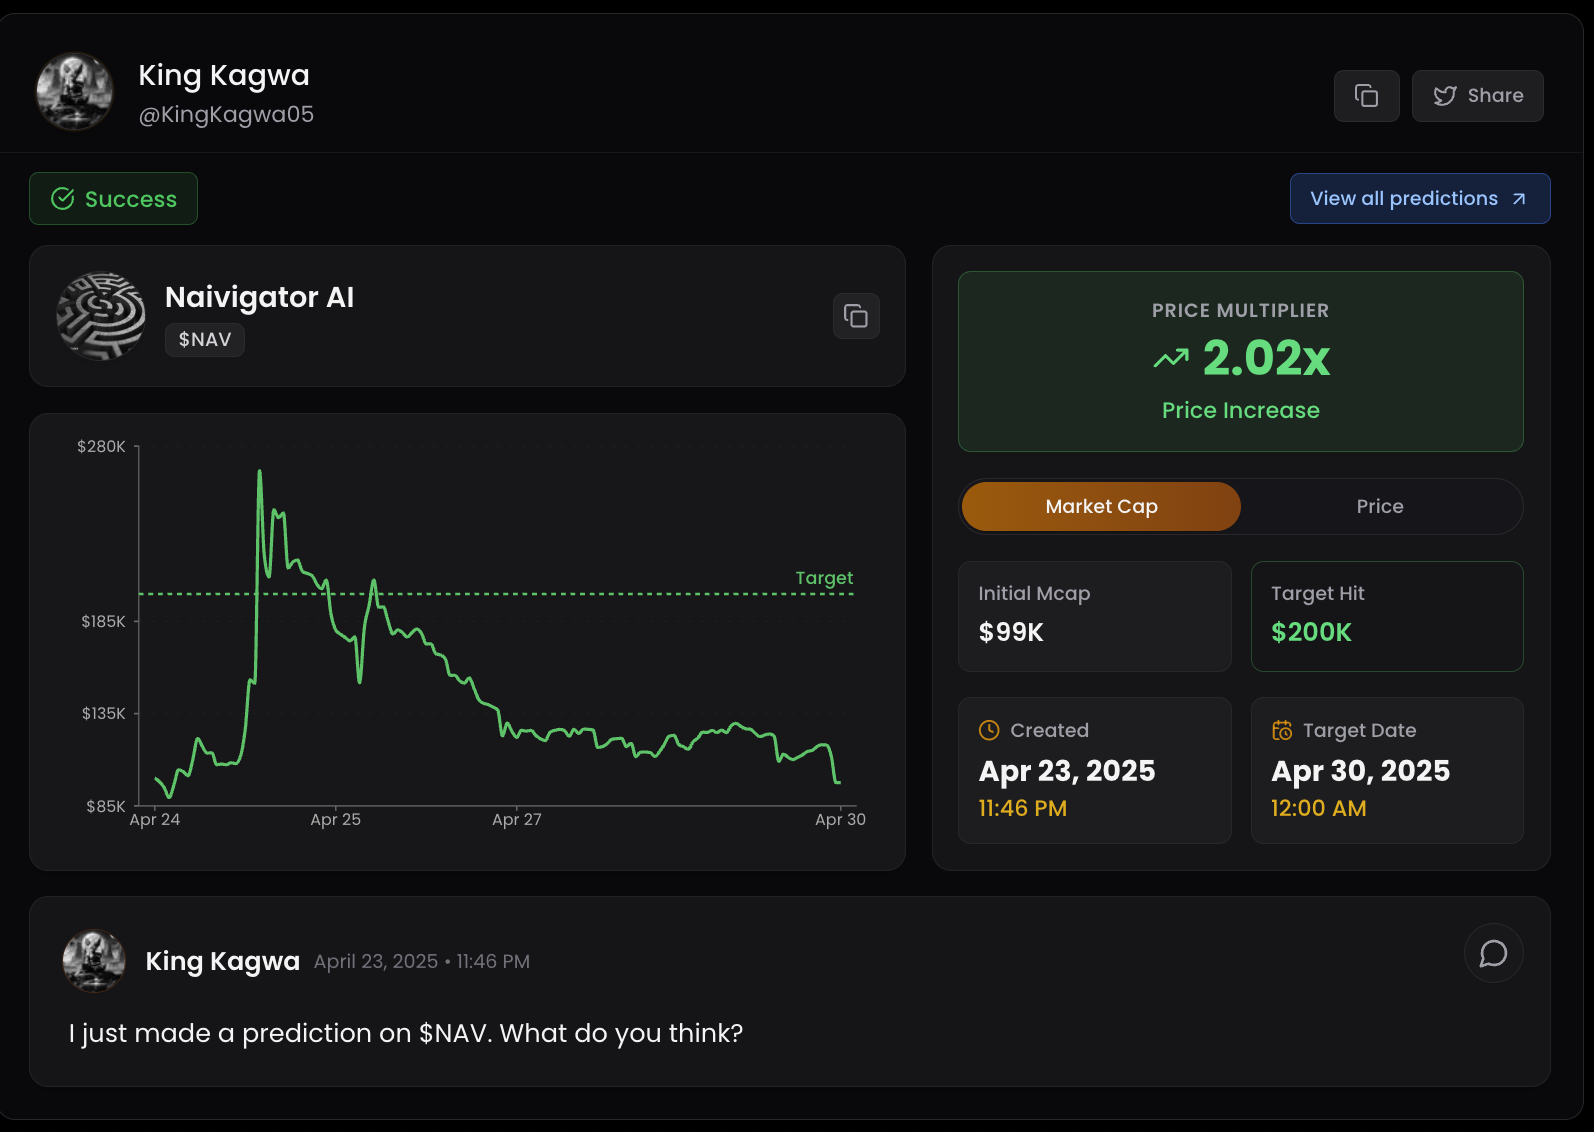 King Kagwa
@KingKagwa05
Share
Success
View all predictions
Naivigator AI
$NAV
$280K
$185K
$135K
$85K
Target
Apr 24
Apr 25
Apr 27
Apr 30
PRICE MULTIPLIER
2.02x
Price Increase
Market Cap
Price
Initial Mcap
$99K
Target Hit
$200K
Created
Apr 23, 2025
11:46 PM
Target Date
Apr 30, 2025
12:00 AM
King Kagwa April 23, 2025 • 11:46 PM
I just made a prediction on $NAV. What do you think?